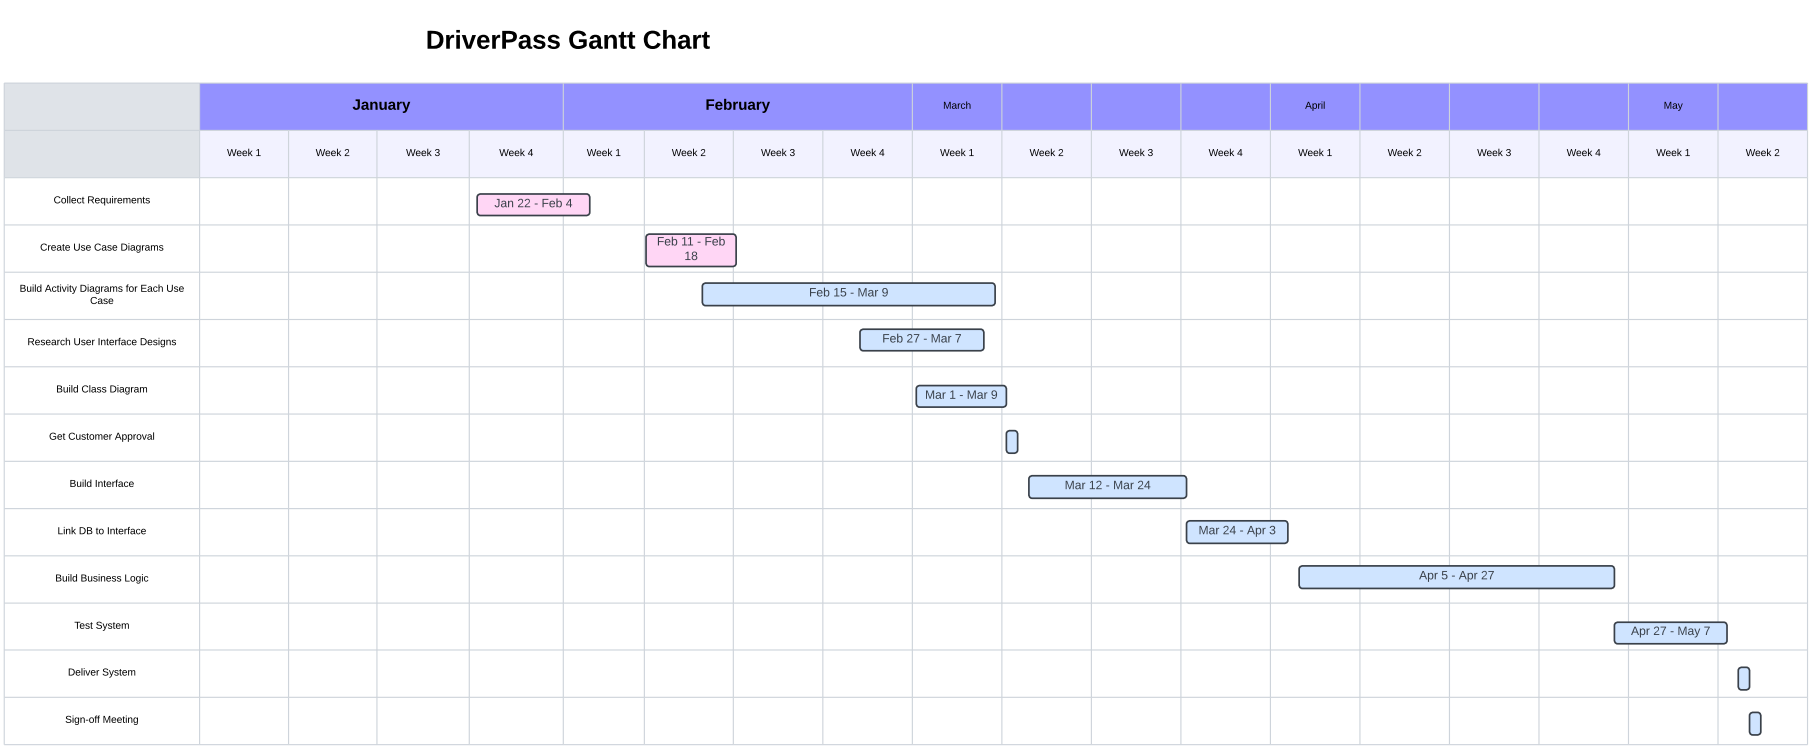 DriverPass Gantt Chart
January February March April May
Week 1 Week 2 Week 3 Week 4 Week 1 Week 2 Week 3 Week 4 Week 1 Week 2 Week 3 Week 4 Week 1 Week 2 Week 3 Week 4 Week 1 Week 2
Collect Requirements Jan 22 - Feb 4
Create Use Case Diagrams Feb 11 - Feb
18
Build Activity Diagrams for Each Use
Case
Feb 15 - Mar 9
Research User Interface Designs Feb 27 - Mar 7
Build Class Diagram Mar 1 - Mar 9
Get Customer Approval
Build Interface Mar 12 - Mar 24
Link DB to Interface Mar 24 - Apr 3
Build Business Logic Apr 5 - Apr 27
Test System Apr 27 - May 7
Deliver System
Sign-off Meeting